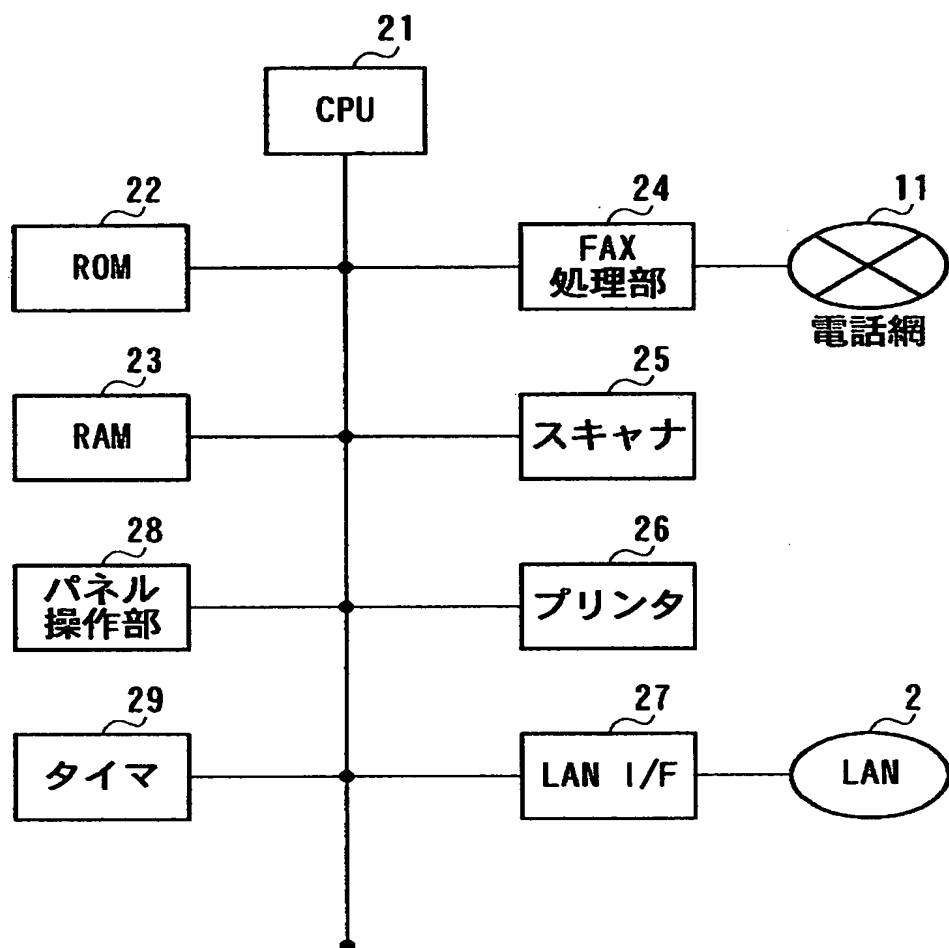 21
CPU
22
ROM
24
FAX
処理部
11
電話網
23
RAM
25
スキャナ
28
パネル
操作部
26
プリンタ
29
タイマ
27
LAN I/F
2
LAN